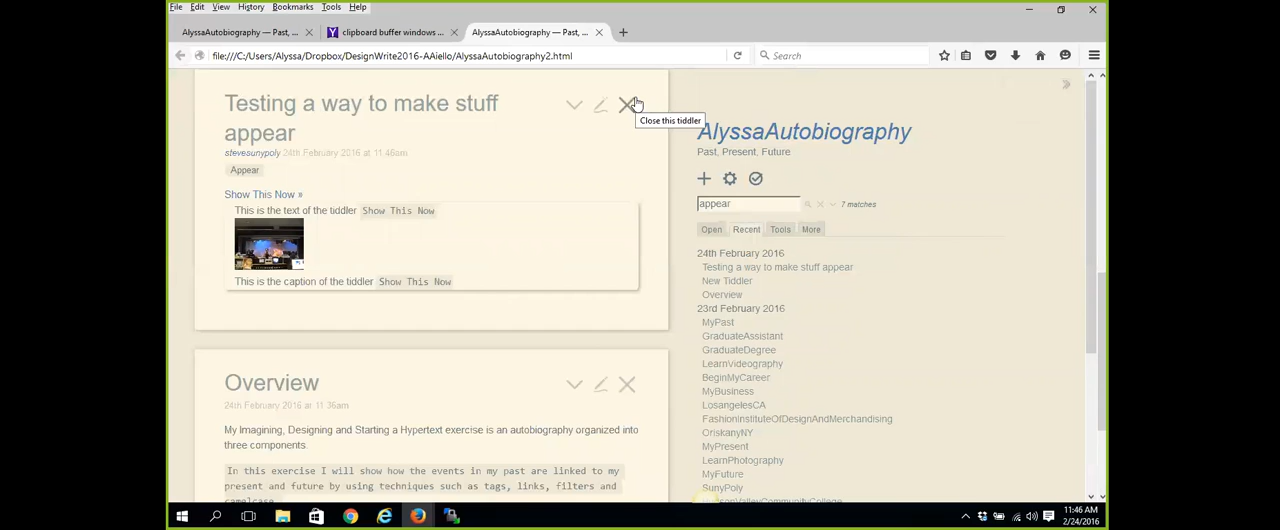 File Edit View History Bookmarks Tools Help
AlyssaAutobiography — Past, ...
clipboard buffer windows ...
AlyssaAutobiography — Past, ...
file:///C:/Users/Alyssa/Dropbox/DesignWrite2016-AAiello/AlyssaAutobiography2.html
Search
Testing a way to make stuff
appear
Close this tiddler
stevesunypoly 24th February 2016 at 11:46am
Appear
Show This Now »
This is the text of the tiddler Show This Now
This is the caption of the tiddler Show This Now
Overview
24th February 2016 at 11:36am
My Imagining, Designing and Starting a Hypertext exercise is an autobiography organized into
three components.
In this exercise I will show how the events in my past are linked to my
present and future by using techniques such as tags, links, filters and
camelcase.
AlyssaAutobiography
Past, Present, Future
appear
7 matches
Open Recent Tools More
24th February 2016
Testing a way to make stuff appear
New Tiddler
Overview
23rd February 2016
MyPast
GraduateAssistant
GraduateDegree
LearnVideography
BeginMyCareer
MyBusiness
LosangelesCA
FashionInstituteOfDesignAndMerchandising
OriskanyNY
MyPresent
LearnPhotography
MyFuture
SunyPoly
11:46 AM
2/24/2016